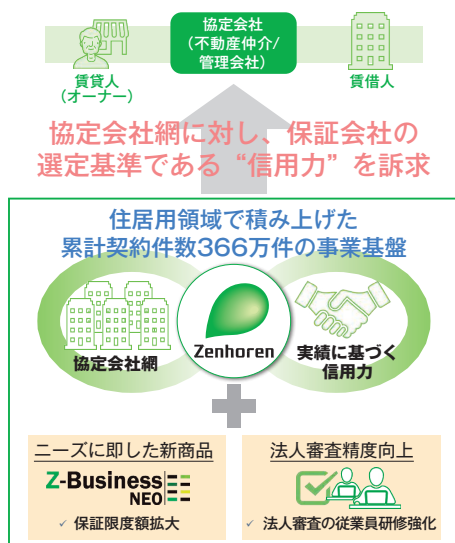 協定会社
(不動産仲介/
管理会社)
賃貸人
(オーナー)
賃借人
協定会社網に対し、保証会社の
選定基準である“信用力”を訴求
住居用領域で積み上げた
累計契約件数366万件の事業基盤
協定会社網
Zenhoren
実績に基づく
信用力
ニーズに即した新商品
Z-Business
NEO
✓ 保証限度額拡大
法人審査精度向上
✓ 法人審査の従業員研修強化